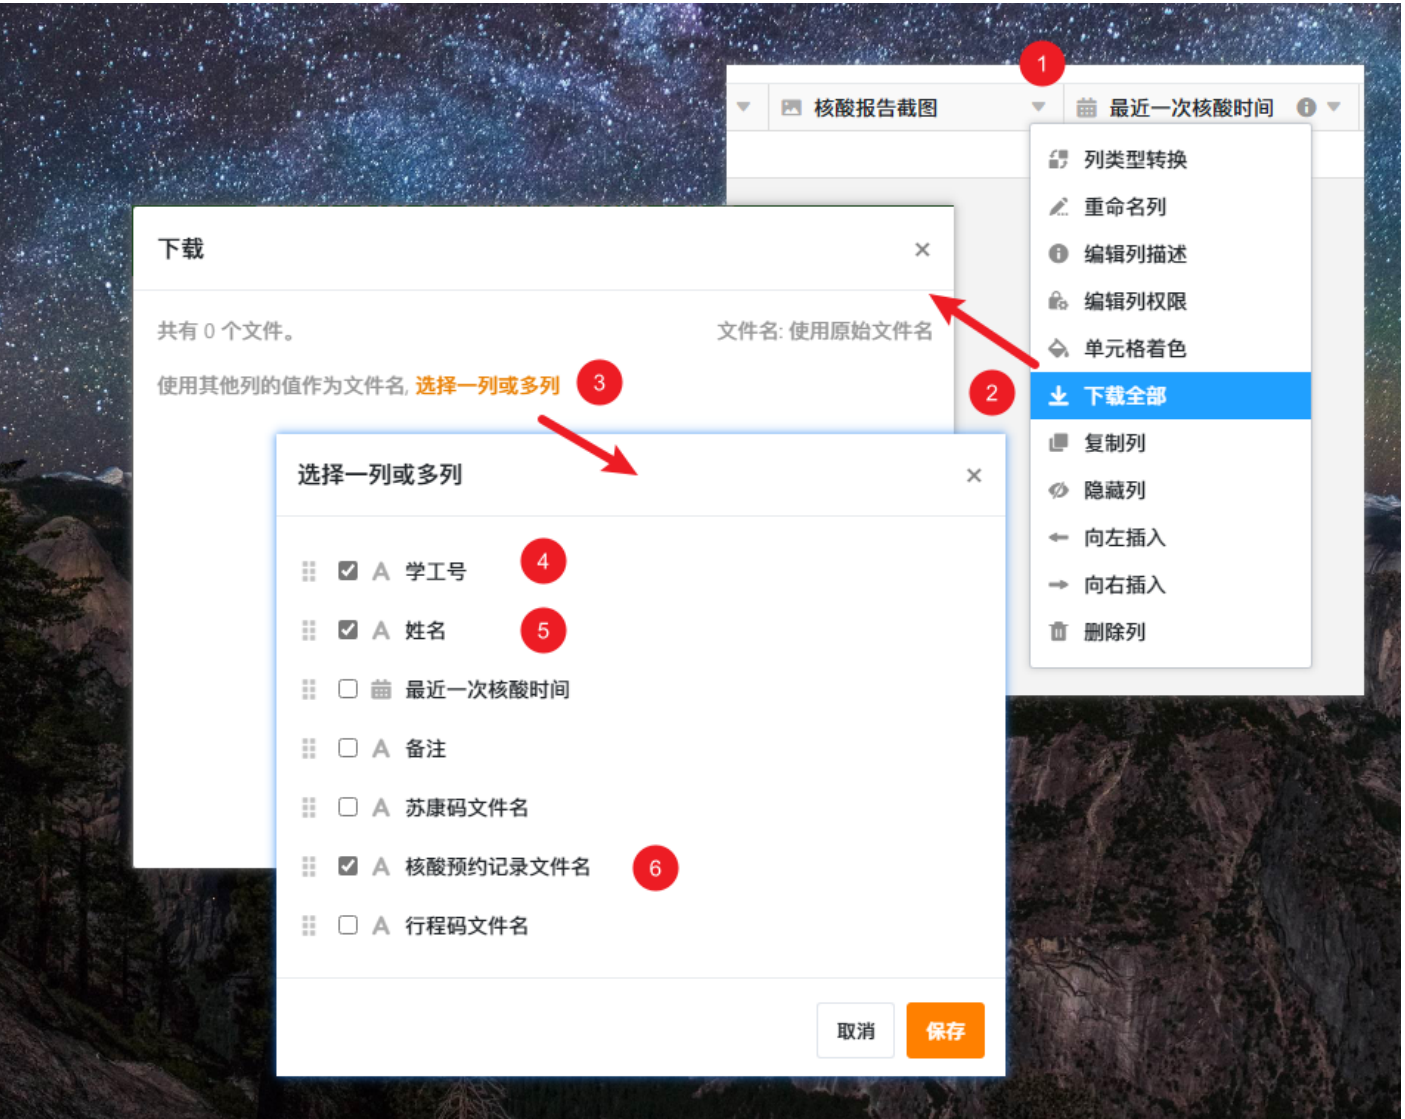 1
核酸报告截图
最近一次核酸时间
列类型转换
重命名列
编辑列描述
编辑列权限
单元格着色
2
下载全部
复制列
隐藏列
向左插入
向右插入
删除列
下载
共有 0 个文件。
文件名: 使用原始文件名
使用其他列的值作为文件名, 选择一列或多列
3
选择一列或多列
学工号
4
姓名
5
最近一次核酸时间
备注
苏康码文件名
核酸预约记录文件名
6
行程码文件名
取消
保存